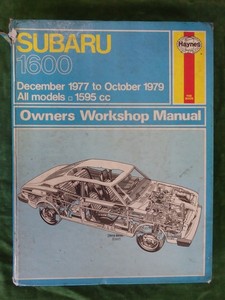 SUBARU
1600
Haynes
December 1977 to October 1979
All models □ 1595 cc
Owners Workshop Manual